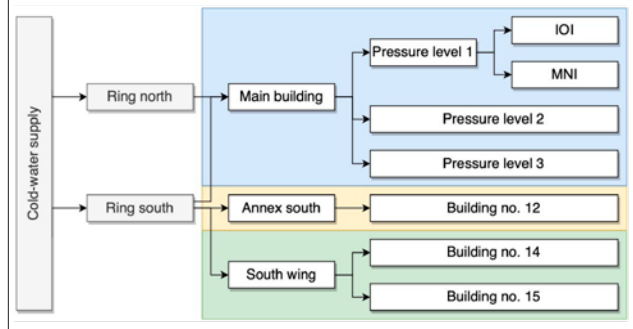 Cold-water supply
Ring north
Ring south
Main building
Pressure level 1
IOI
MNI
Pressure level 2
Pressure level 3
Annex south
Building no. 12
South wing
Building no. 14
Building no. 15